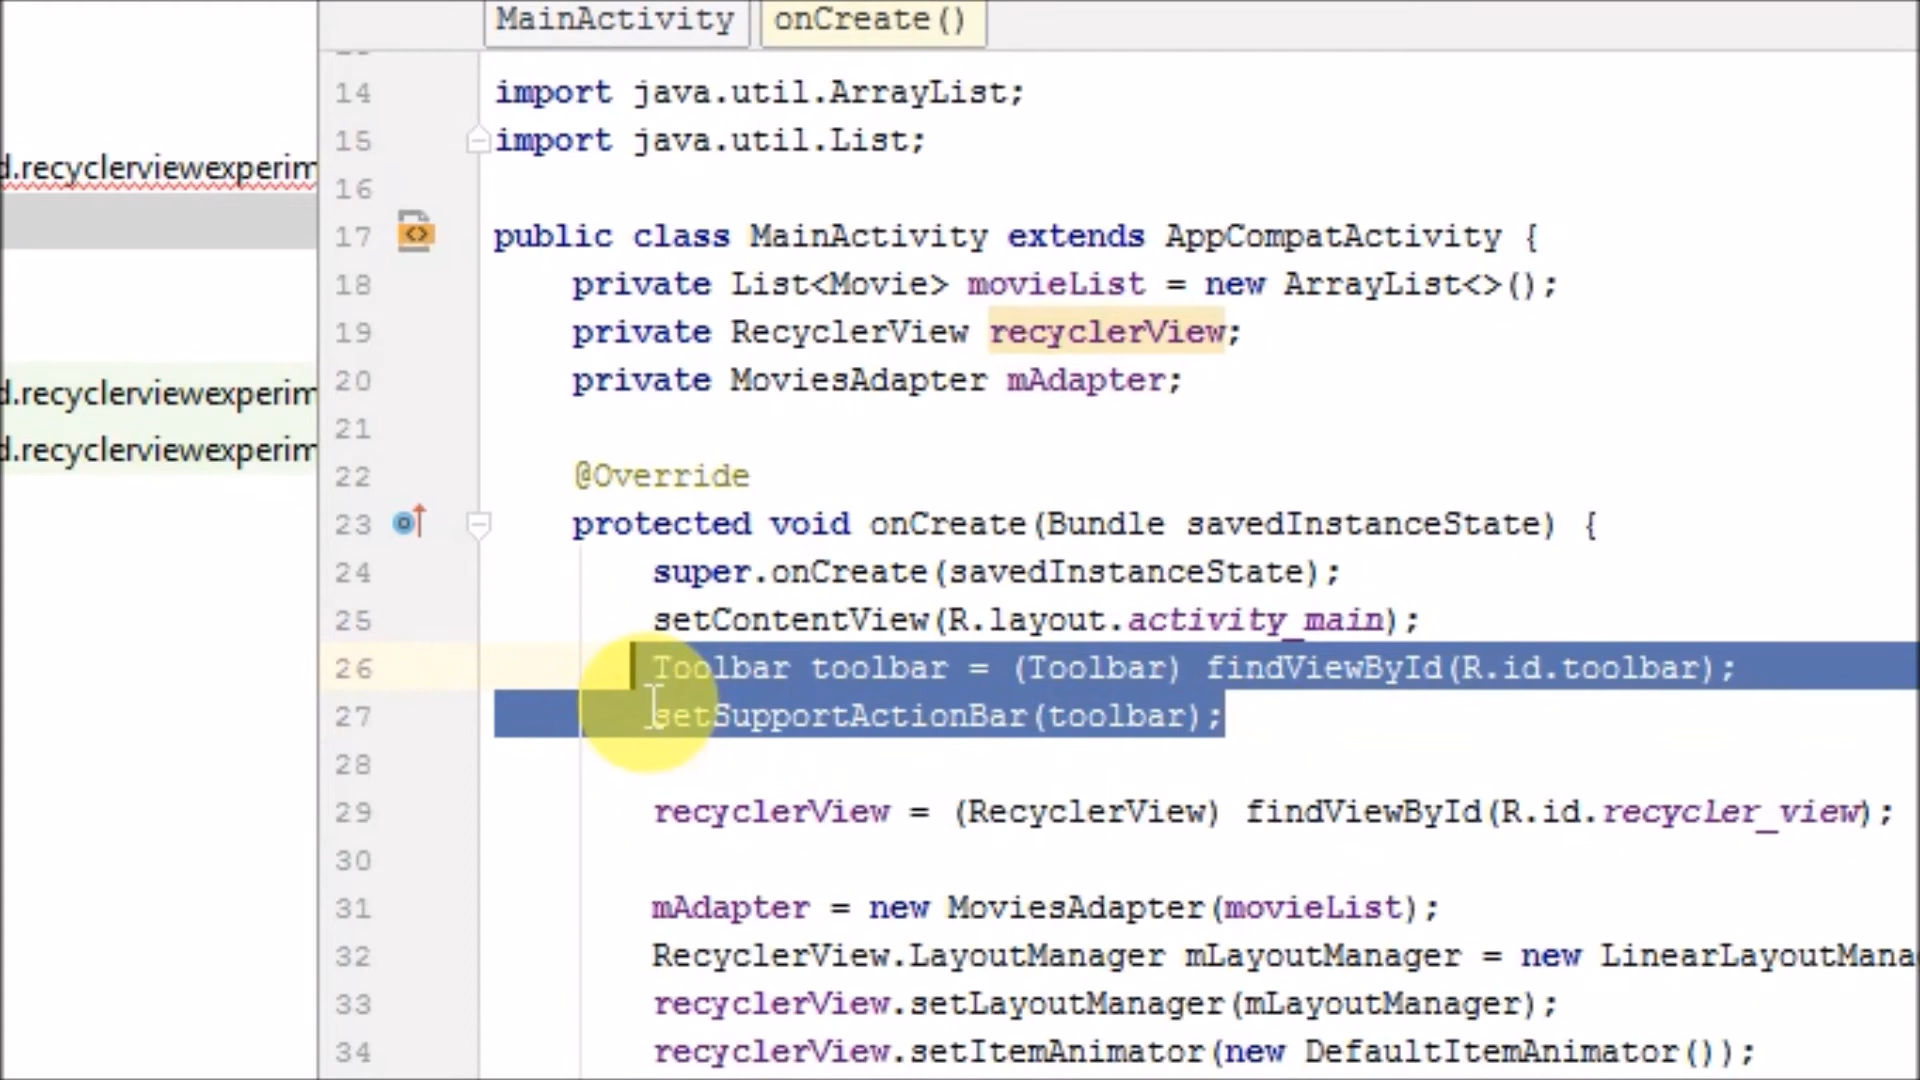 MainActivity onCreate()
14 import java.util.ArrayList;
15 import java.util.List;
d.recyclerviewexperim
16
17 public class MainActivity extends AppCompatActivity {
18 private List<Movie> movieList = new ArrayList<>();
19 private RecyclerView recyclerView;
20 private MoviesAdapter mAdapter;
d.recyclerviewexperim
21
d.recyclerviewexperim
22 @Override
23 protected void onCreate(Bundle savedInstanceState) {
24 super.onCreate(savedInstanceState);
25 setContentView(R.layout.activity_main);
26 Toolbar toolbar = (Toolbar) findViewById(R.id.toolbar);
27 setSupportActionBar(toolbar);
28
29 recyclerView = (RecyclerView) findViewById(R.id.recycler_view);
30
31 mAdapter = new MoviesAdapter(movieList);
32 RecyclerView.LayoutManager mLayoutManager = new LinearLayoutMana
33 recyclerView.setLayoutManager(mLayoutManager);
34 recyclerView.setItemAnimator(new DefaultItemAnimator());